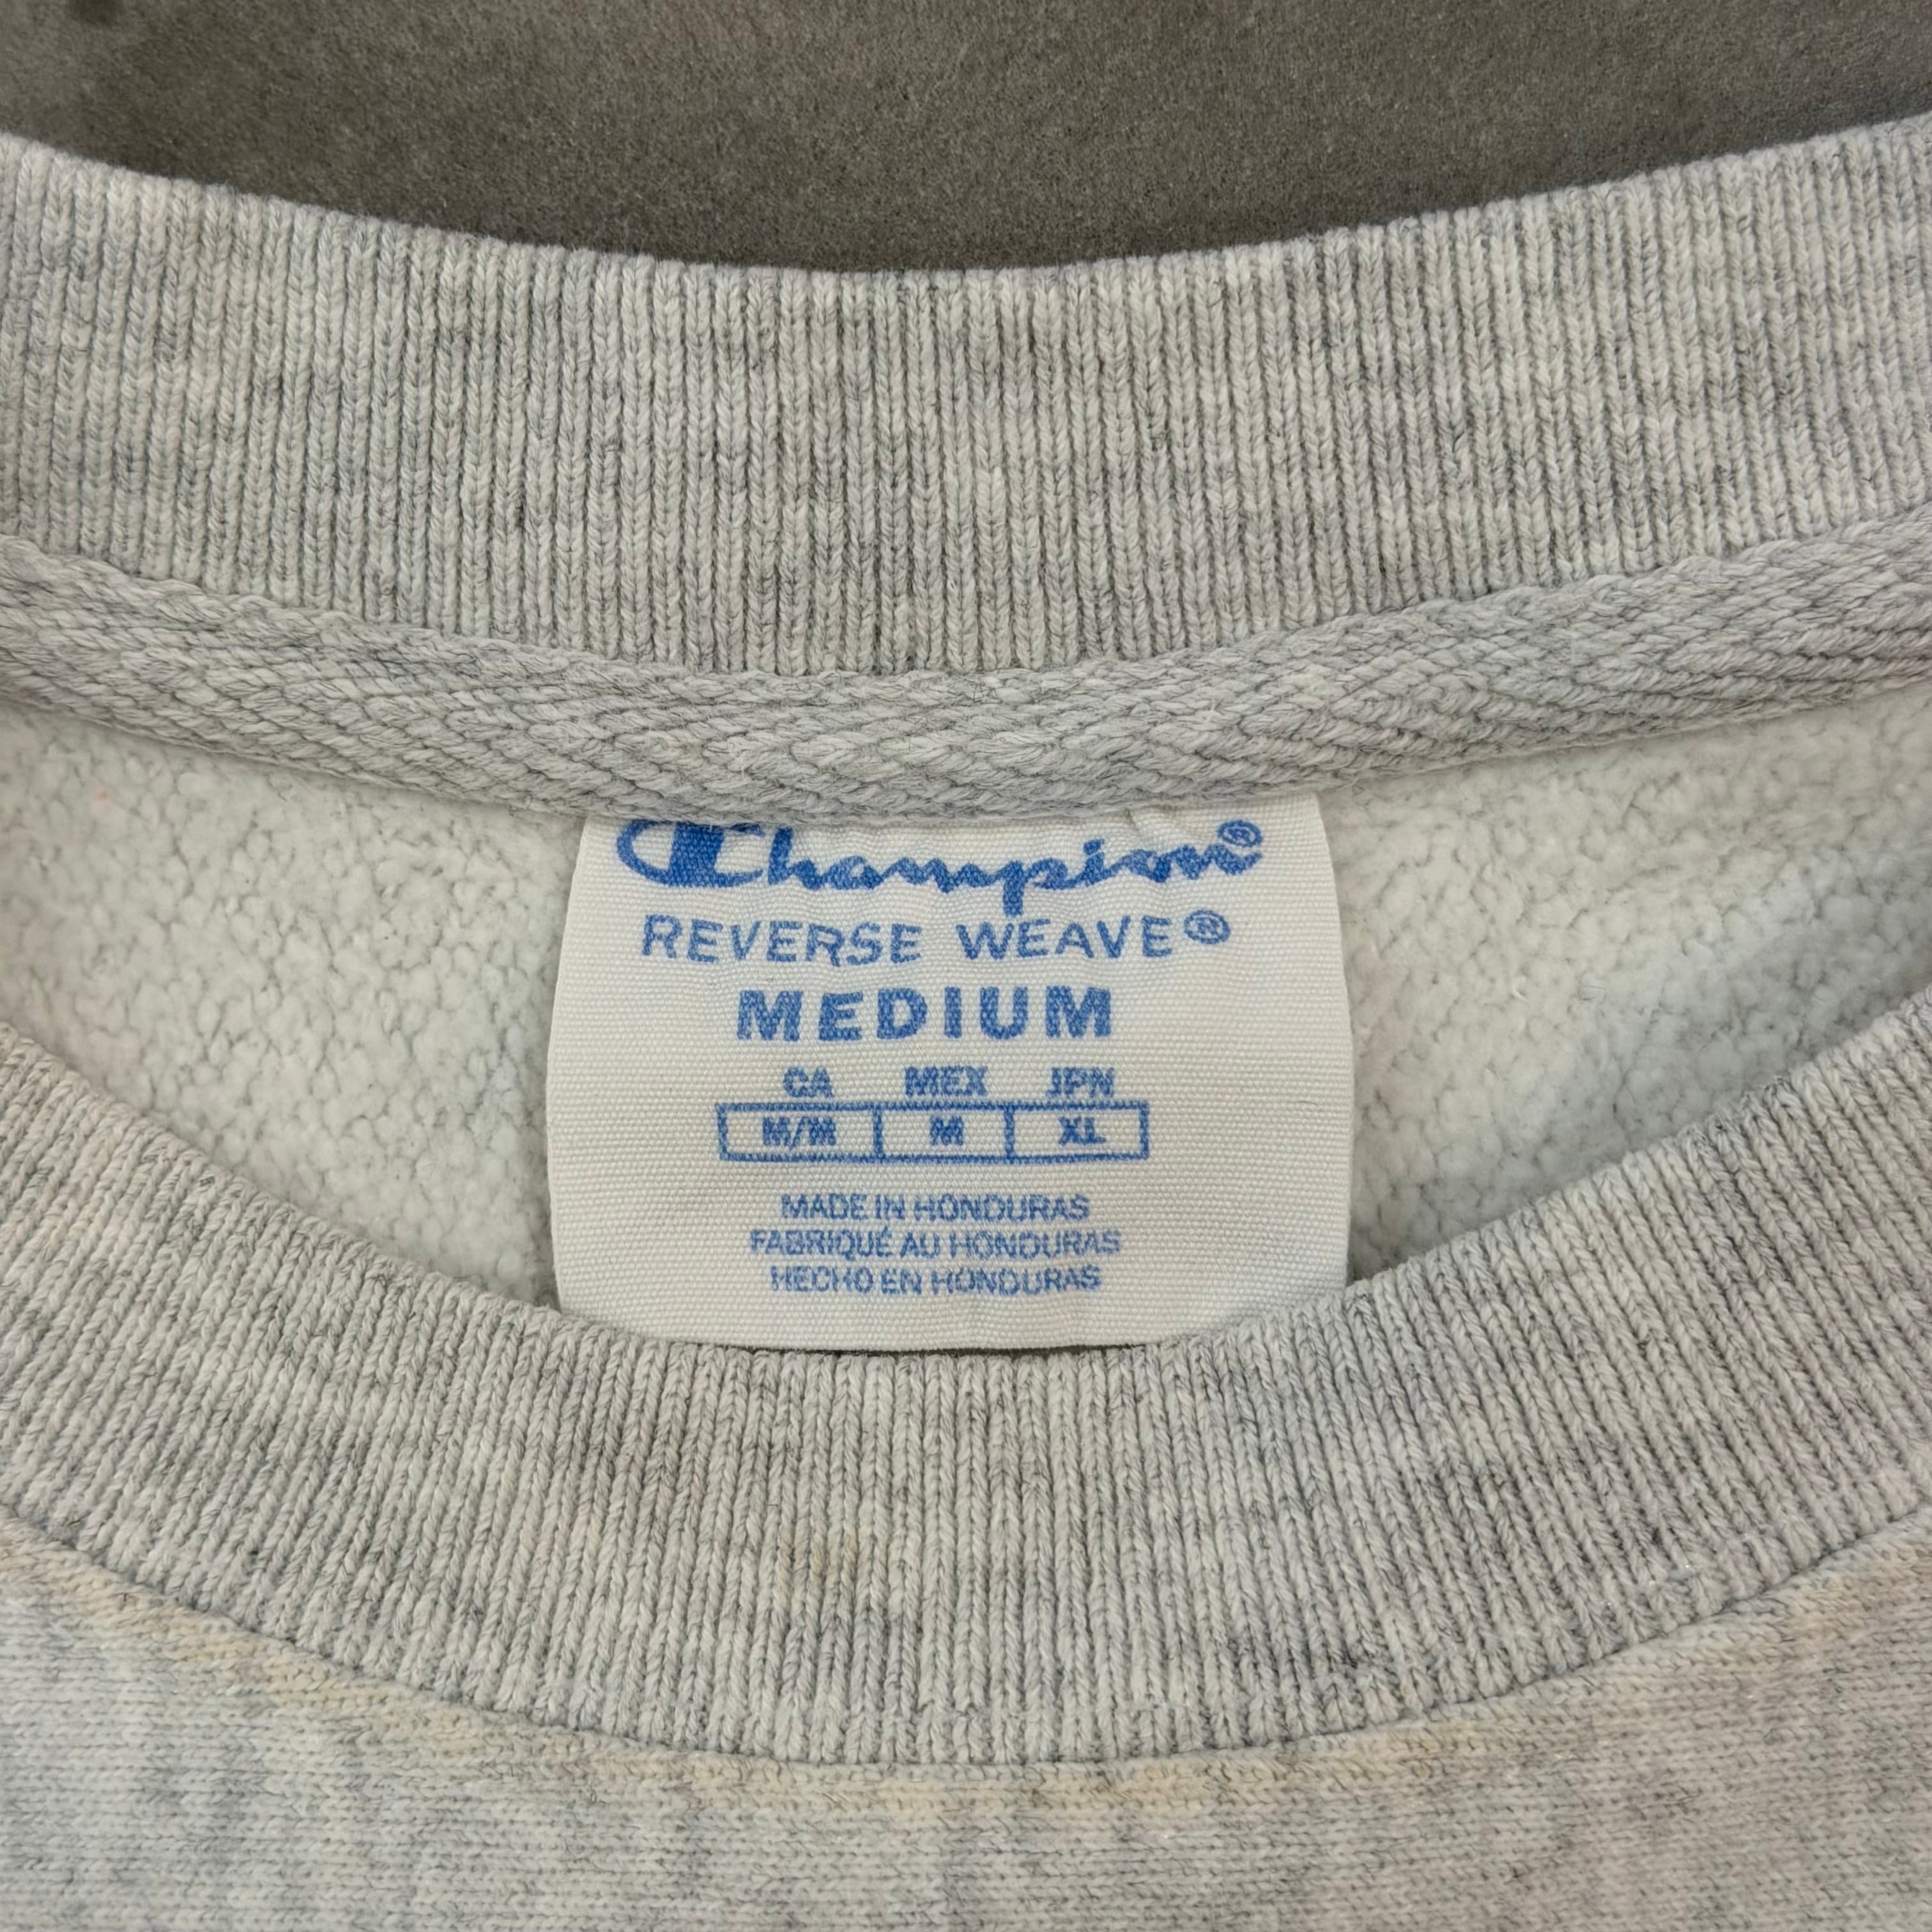 Champion®
REVERSE WEAVE®
MEDIUM
CA MEX JPN
M/M M XL
MADE IN HONDURAS
FABRIQUÉ AU HONDURAS
HECHO EN HONDURAS